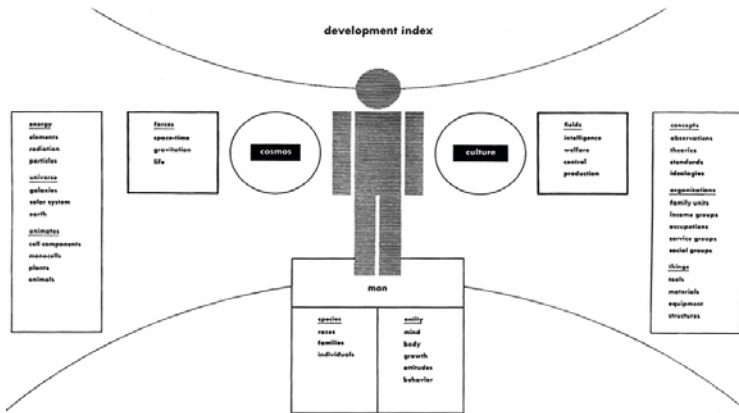 development index
energy
elements
radiation
particles
universe
galaxies
solar system
earth
animates
cell components
monocells
plants
animals
forces
space-time
gravitation
life
cosmos
culture
fields
intelligence
welfare
control
production
concepts
observations
theories
standards
ideologies
organizations
family units
income groups
occupations
service groups
social groups
things
tools
materials
equipment
structures
man
species
races
families
individuals
entity
mind
body
growth
attitudes
behavior